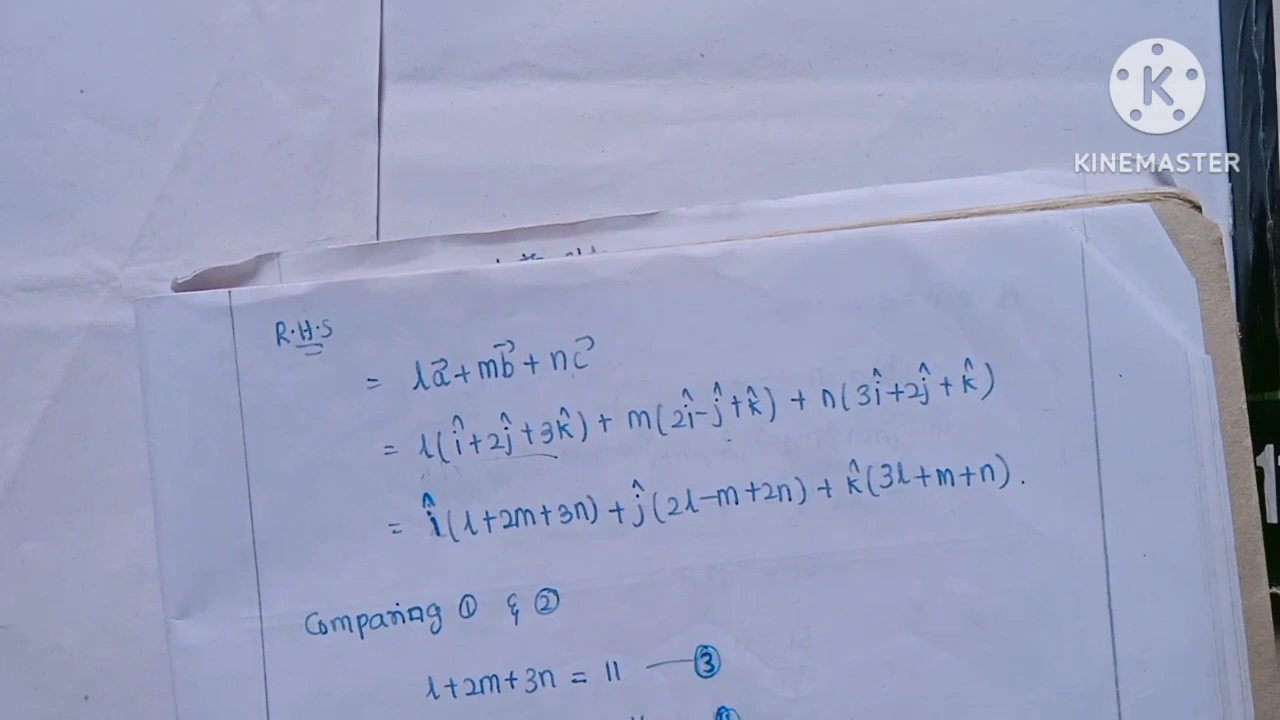 K
KINEMASTER
R.H.S
= la⃗ + mb⃗ + nc⃗
= l(î+2ĵ+3k̂) + m(2î-ĵ+k̂) + n(3î+2ĵ+k̂)
= î(l+2m+3n) + ĵ(2l-m+2n) + k̂(3l+m+n).
Comparing ① & ②
l+2m+3n = 11 — ③